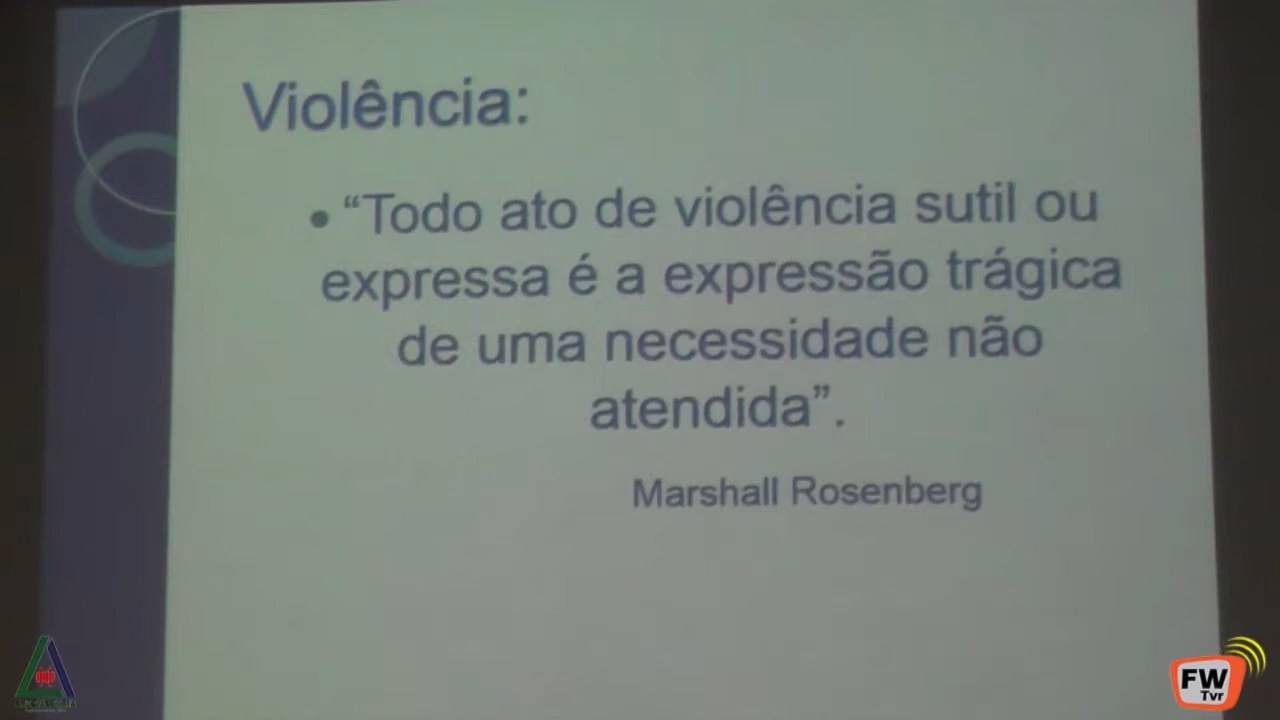 Violência:
• “Todo ato de violência sutil ou
expressa é a expressão trágica
de uma necessidade não
atendida”.
Marshall Rosenberg
FW
Tvr